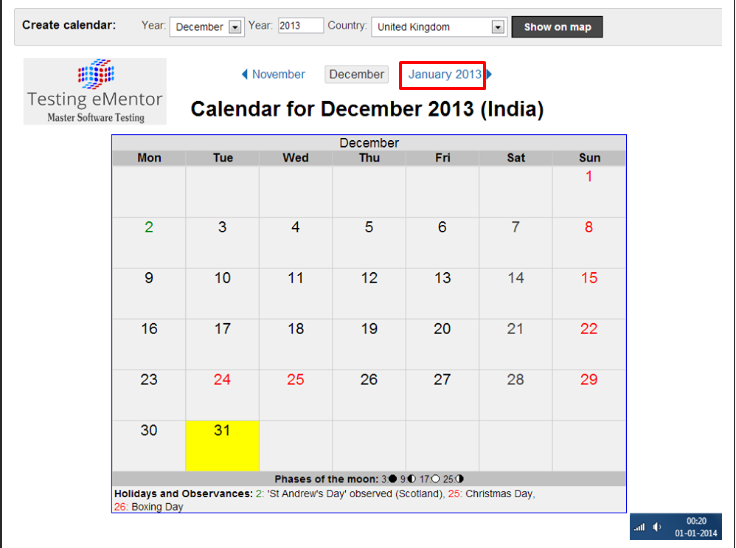 Create calendar: Year: December Year: 2013 Country: United Kingdom Show on map
November December January 2013
Testing eMentor
Master Software Testing
Calendar for December 2013 (India)
December
Mon Tue Wed Thu Fri Sat Sun
1
2 3 4 5 6 7 8
9 10 11 12 13 14 15
16 17 18 19 20 21 22
23 24 25 26 27 28 29
30 31
Phases of the moon: 3 9 17 25
Holidays and Observances: 2: 'St Andrew's Day' observed (Scotland), 25: Christmas Day,
26: Boxing Day
00:20
01-01-2014